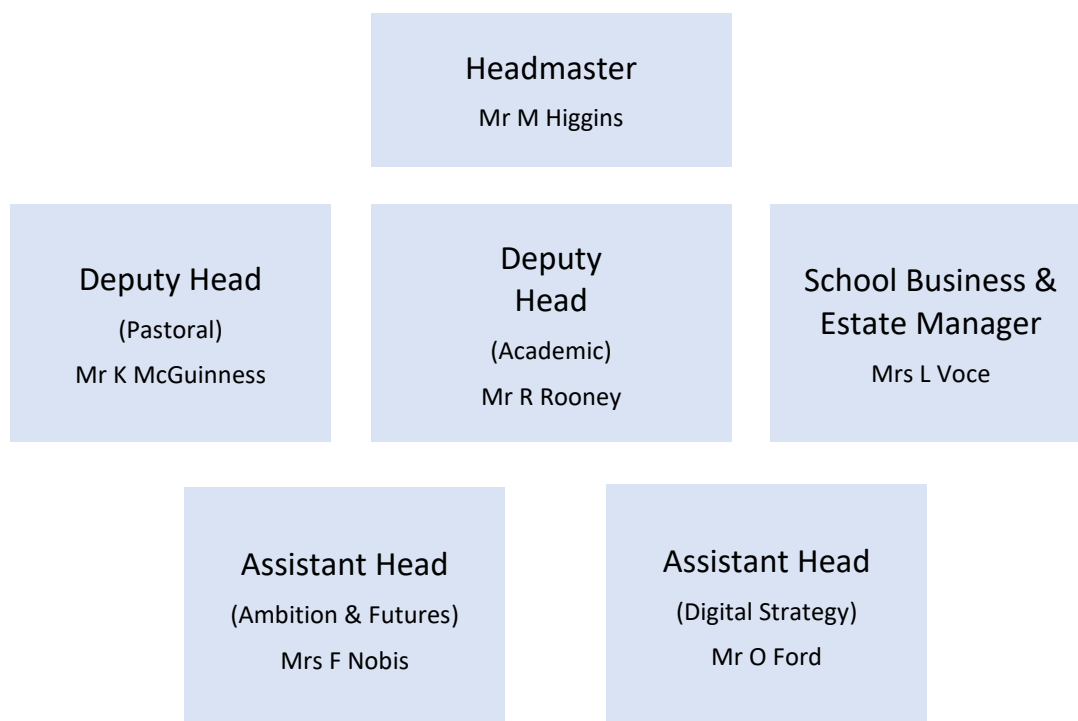 Headmaster
Mr M Higgins
Deputy Head
(Pastoral)
Mr K McGuinness
Deputy
Head
(Academic)
Mr R Rooney
School Business &
Estate Manager
Mrs L Voce
Assistant Head
(Ambition & Futures)
Mrs F Nobis
Assistant Head
(Digital Strategy)
Mr O Ford